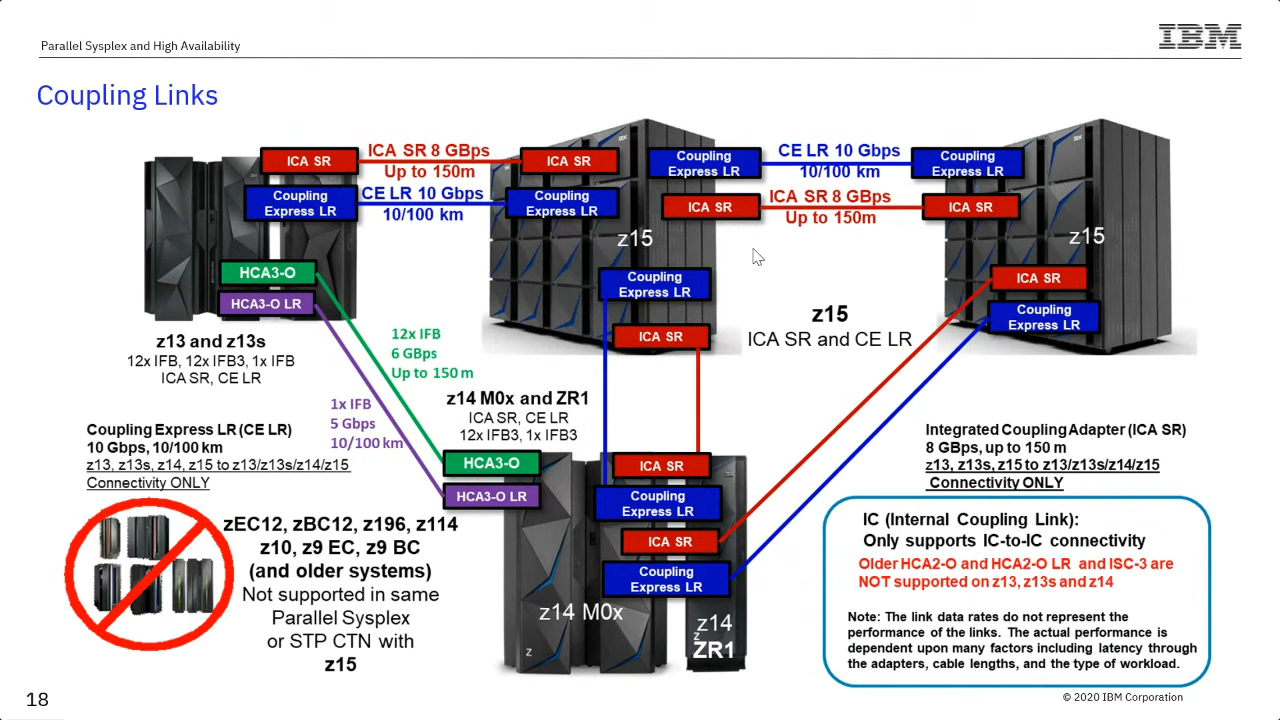 Parallel Sysplex and High Availability
IBM
Coupling Links
ICA SR
ICA SR 8 GBps
Up to 150m
ICA SR
Coupling
Express LR
CE LR 10 Gbps
10/100 km
Coupling
Express LR
Coupling
Express LR
CE LR 10 Gbps
10/100 km
Coupling
Express LR
ICA SR
ICA SR 8 GBps
Up to 150m
ICA SR
z15
z15
HCA3-O
HCA3-O LR
Coupling
Express LR
ICA SR
ICA SR
Coupling
Express LR
z15
ICA SR and CE LR
z13 and z13s
12x IFB, 12x IFB3, 1x IFB
ICA SR, CE LR
12x IFB
6 GBps
Up to 150 m
1x IFB
5 Gbps
10/100 km
z14 M0x and ZR1
ICA SR, CE LR
12x IFB3, 1x IFB3
Coupling Express LR (CE LR)
10 Gbps, 10/100 km
z13, z13s, z14, z15 to z13/z13s/z14/z15
Connectivity ONLY
Integrated Coupling Adapter (ICA SR)
8 GBps, up to 150 m
z13, z13s, z15 to z13/z13s/z14/z15
Connectivity ONLY
HCA3-O
HCA3-O LR
ICA SR
Coupling
Express LR
ICA SR
Coupling
Express LR
z14 M0x
z
z14
z
ZR1
zEC12, zBC12, z196, z114
z10, z9 EC, z9 BC
(and older systems)
Not supported in same
Parallel Sysplex
or STP CTN with
z15
IC (Internal Coupling Link):
Only supports IC-to-IC connectivity
Older HCA2-O and HCA2-O LR and ISC-3 are
NOT supported on z13, z13s and z14
Note: The link data rates do not represent the
performance of the links. The actual performance is
dependent upon many factors including latency through
the adapters, cable lengths, and the type of workload.
18
© 2020 IBM Corporation